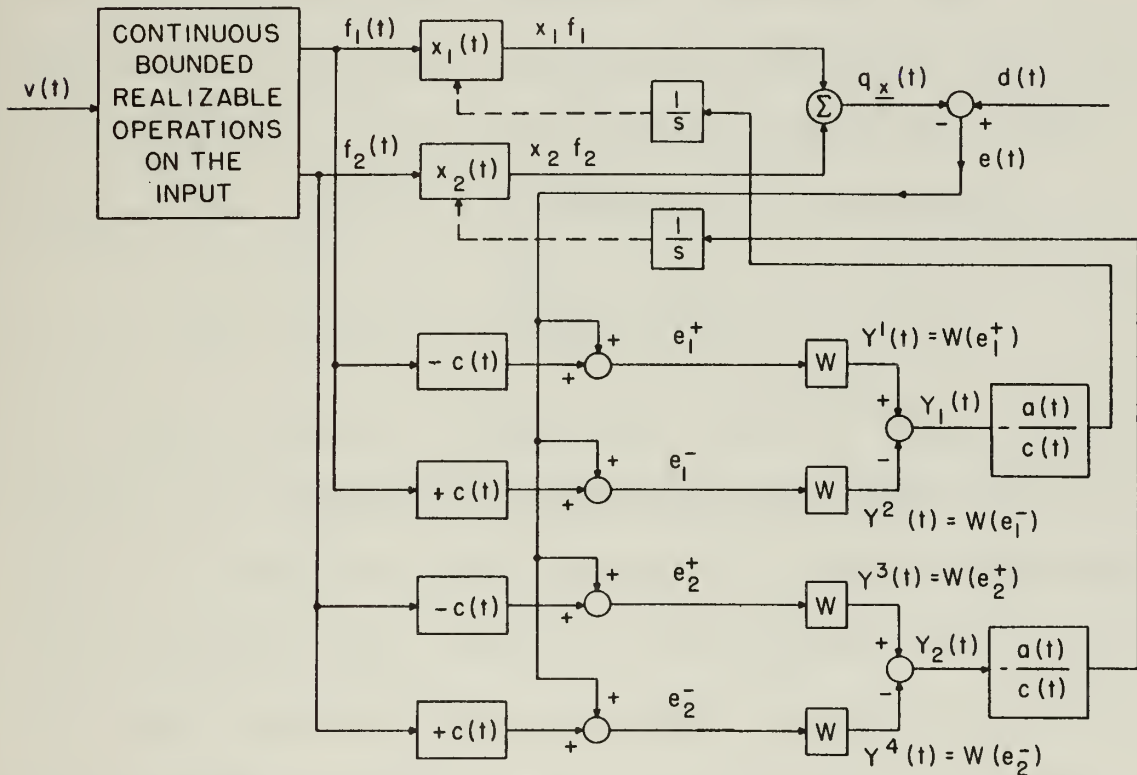 v(t)
CONTINUOUS
BOUNDED
REALIZABLE
OPERATIONS
ON THE
INPUT
f₁(t)
x₁(t)
x₁ f₁
1/s
Σ
q_x(t)
d(t)
−
+
e(t)
f₂(t)
x₂(t)
x₂ f₂
1/s
− c(t)
+
+
e₁⁺
W
Y¹(t) = W(e₁⁺)
+
−
Y₁(t)
− a(t)/c(t)
+ c(t)
+
+
e₁⁻
W
Y² (t) = W(e₁⁻)
− c(t)
+
+
e₂⁺
W
Y³(t) = W(e₂⁺)
+
−
Y₂(t)
− a(t)/c(t)
+c(t)
+
+
e₂⁻
W
Y⁴(t) = W(e₂⁻)